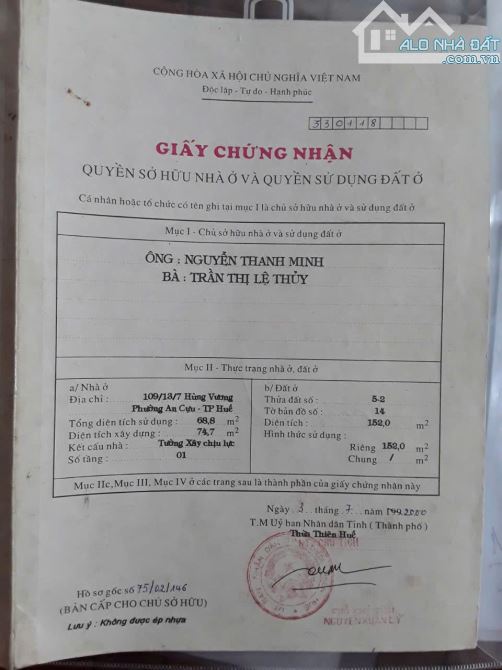 ALO NHÀ ĐẤT
.com.vn
CỘNG HÒA XÃ HỘI CHỦ NGHĨA VIỆT NAM
Độc lập - Tự do - Hạnh phúc
330118
GIẤY CHỨNG NHẬN
QUYỀN SỞ HỮU NHÀ Ở VÀ QUYỀN SỬ DỤNG ĐẤT Ở
Cá nhân hoặc tổ chức có tên ghi tại mục I là chủ sở hữu nhà ở và sử dụng đất ở
Mục I - Chủ sở hữu nhà ở và sử dụng đất ở
ÔNG : NGUYỄN THANH MINH
BÀ : TRẦN THỊ LỆ THỦY
Mục II - Thực trạng nhà ở, đất ở
a/ Nhà ở
Địa chỉ : 109/13/7 Hùng Vương
Phường An Cựu - TP Huế
Tổng diện tích sử dụng : 68,8 m2
Diện tích xây dựng : 74,7 m2
Kết cấu nhà : Tường Xây chịu lực
Số tầng : 01
b/ Đất ở
Thửa đất số : 5-2
Tờ bản đồ số : 14
Diện tích : 152,0 m2
Hình thức sử dụng :
Riêng 152,0 m2
Chung / m2
Mục IIc, Mục III, Mục IV ở các trang sau là thành phần của giấy chứng nhận này
Ngày 3 tháng 7 năm 2000
T.M Uỷ ban Nhân dân Tỉnh ( Thành phố )
Thừa Thiên Huế
NGUYEN XUAN LY
Hồ sơ gốc số 75/02/146
(BẢN CẤP CHO CHỦ SỞ HỮU)
Lưu ý : Không được ép nhựa